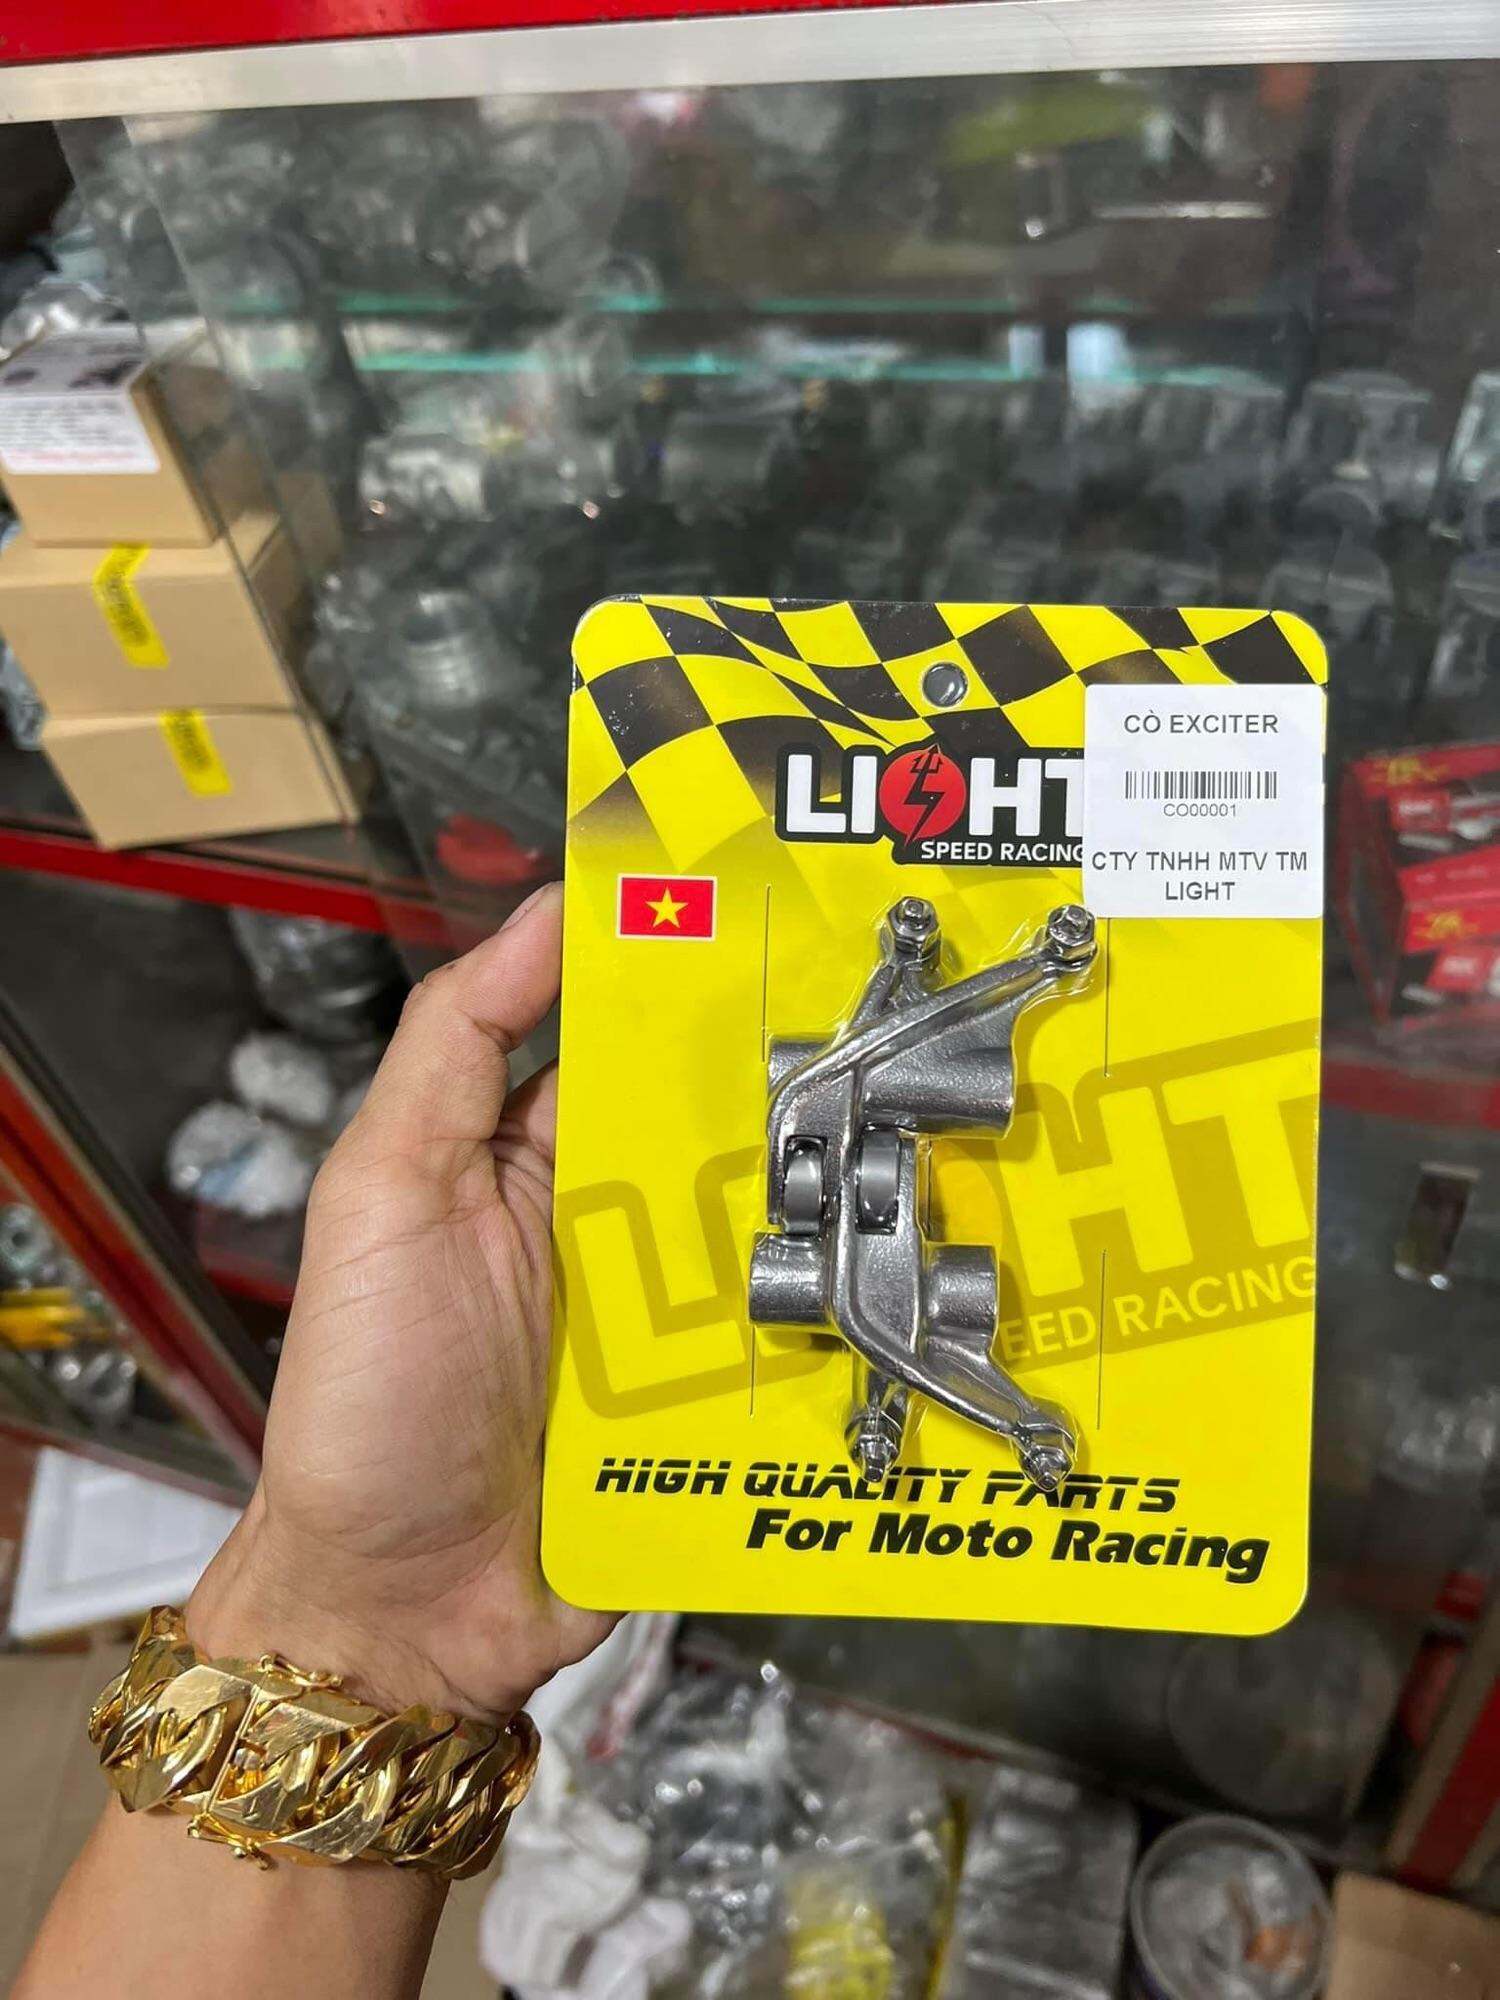 CÒ EXCITER
CO00001
CTY TNHH MTV TM
LIGHT
LIGHT
SPEED RACING
LIGHT
SPEED RACING
HIGH QUALITY PARTS
For Moto Racing